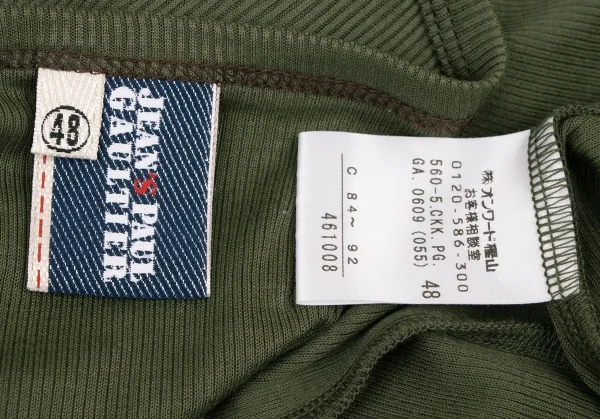 48
JEAN'S PAUL
GAULTIER
(株)オンワード樫山
お客様相談室
0120-586-300
560-5.CKK.PG.
GA 0609 (055) 48
C 84~92
461008